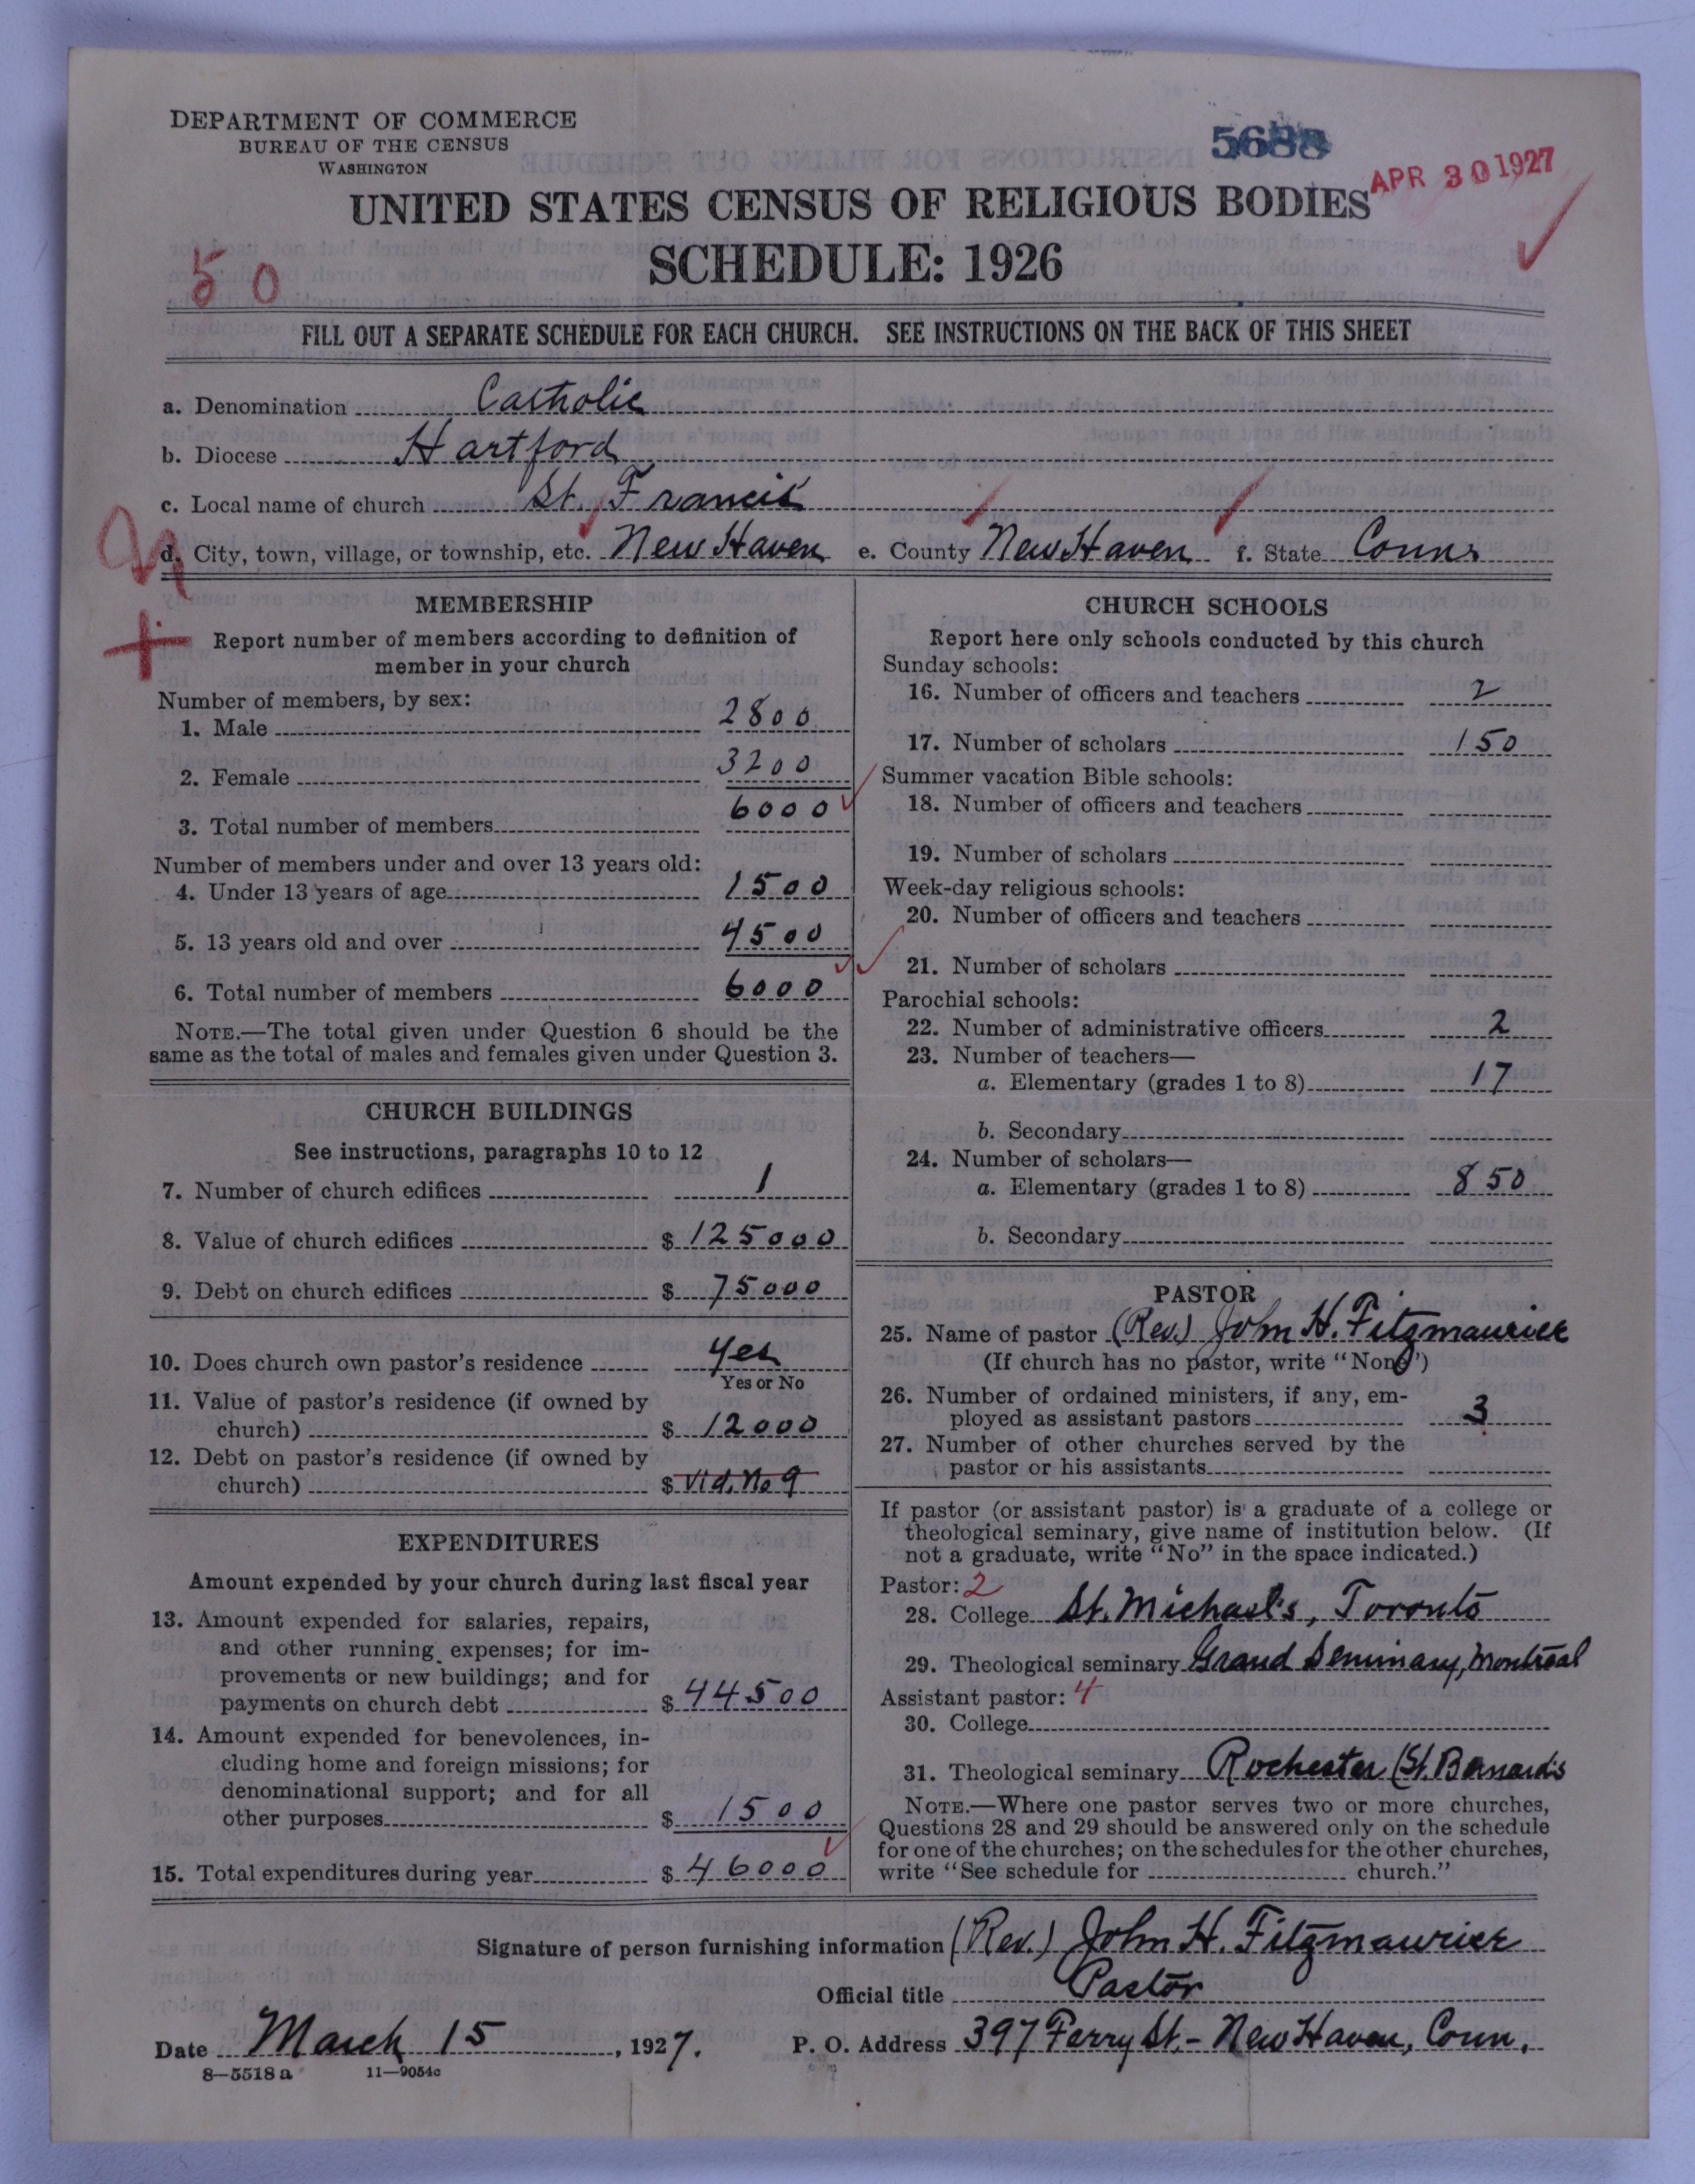 DEPARTMENT OF COMMERCE
BUREAU OF THE CENSUS
WASHINGTON
5688
APR 30 1927
UNITED STATES CENSUS OF RELIGIOUS BODIES
SCHEDULE: 1926
50
FILL OUT A SEPARATE SCHEDULE FOR EACH CHURCH. SEE INSTRUCTIONS ON THE BACK OF THIS SHEET
a. Denomination Catholic
b. Diocese Hartford
c. Local name of church St. Francis
d. City, town, village, or township, etc. New Haven e. County New Haven f. State Conn.
MEMBERSHIP
Report number of members according to definition of
member in your church
Number of members, by sex:
1. Male 2800
2. Female 3200
3. Total number of members 6000
Number of members under and over 13 years old:
4. Under 13 years of age 1500
5. 13 years old and over 4500
6. Total number of members 6000
NOTE.—The total given under Question 6 should be the
same as the total of males and females given under Question 3.
CHURCH BUILDINGS
See instructions, paragraphs 10 to 12
7. Number of church edifices 1
8. Value of church edifices $ 125000
9. Debt on church edifices $ 75000
10. Does church own pastor's residence Yes
Yes or No
11. Value of pastor's residence (if owned by
church) $ 12000
12. Debt on pastor's residence (if owned by
church) $ Vid. No 9
EXPENDITURES
Amount expended by your church during last fiscal year
13. Amount expended for salaries, repairs,
and other running expenses; for im-
provements or new buildings; and for
payments on church debt $ 44500
14. Amount expended for benevolences, in-
cluding home and foreign missions; for
denominational support; and for all
other purposes $ 1500
15. Total expenditures during year $ 46000
CHURCH SCHOOLS
Report here only schools conducted by this church
Sunday schools:
16. Number of officers and teachers 2
17. Number of scholars 150
Summer vacation Bible schools:
18. Number of officers and teachers
19. Number of scholars
Week-day religious schools:
20. Number of officers and teachers
21. Number of scholars
Parochial schools:
22. Number of administrative officers 2
23. Number of teachers—
a. Elementary (grades 1 to 8) 17
b. Secondary
24. Number of scholars—
a. Elementary (grades 1 to 8) 850
b. Secondary
PASTOR
25. Name of pastor (Rev.) John H. Fitzmaurice
(If church has no pastor, write "None")
26. Number of ordained ministers, if any, em-
ployed as assistant pastors 3
27. Number of other churches served by the
pastor or his assistants
If pastor (or assistant pastor) is a graduate of a college or
theological seminary, give name of institution below. (If
not a graduate, write "No" in the space indicated.)
Pastor: 2
28. College St. Michael's, Toronto
29. Theological seminary Grand Seminary, Montreal
Assistant pastor: 4
30. College
31. Theological seminary Rochester (St. Bernard's
NOTE.—Where one pastor serves two or more churches,
Questions 28 and 29 should be answered only on the schedule
for one of the churches; on the schedules for the other churches,
write "See schedule for church."
Signature of person furnishing information (Rev.) John H. Fitzmaurice
Official title Pastor
Date March 15, 1927. P. O. Address 397 Ferry St. - New Haven, Conn.
8—5518 a 11—9054c